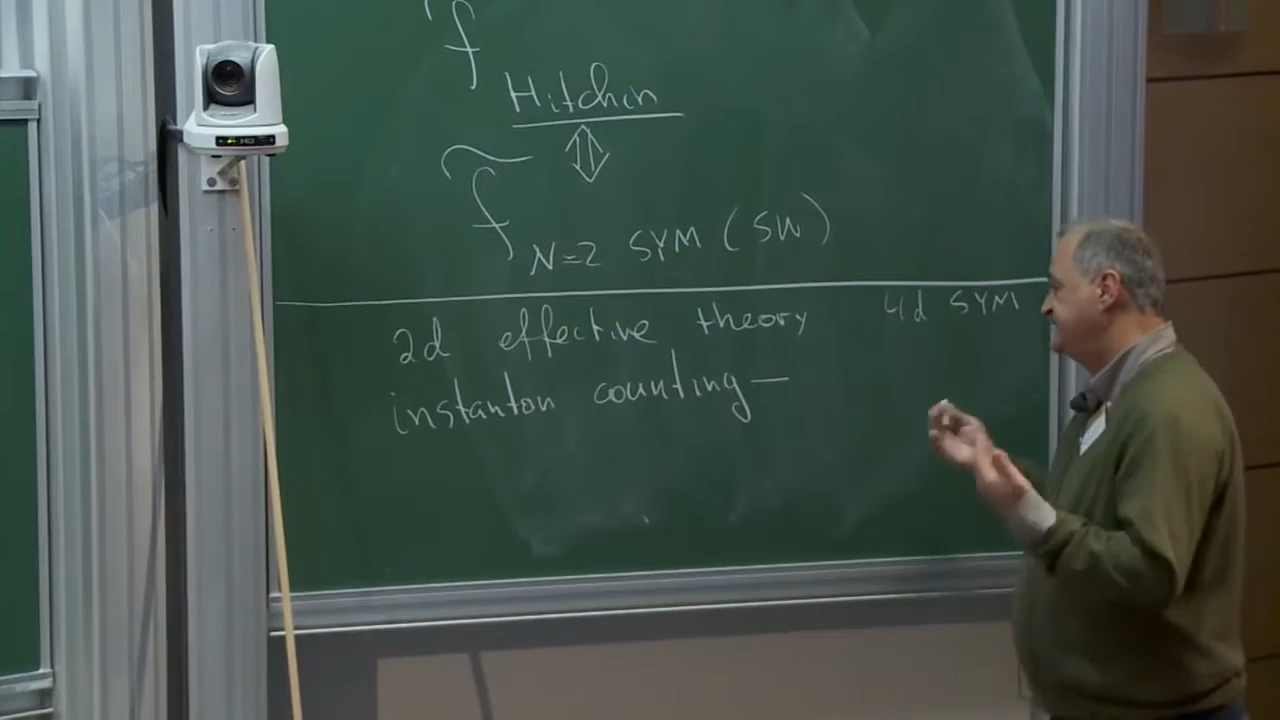 f
Hitchin
⇕
f̃ N=2 SYM (SW)
2d effective theory 4d SYM
instanton counting —